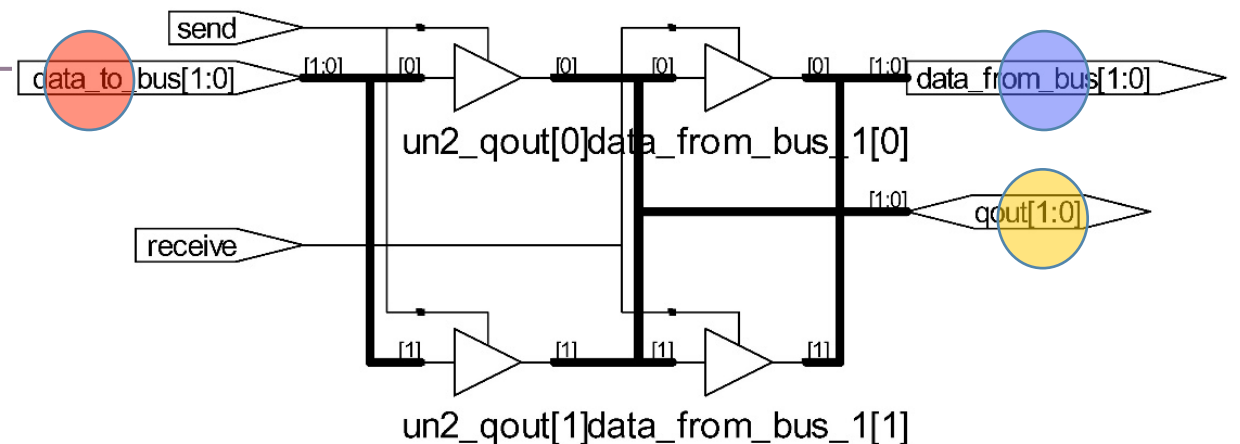 send
[1:0] [0] [0] [0] [0] [1:0]
data_to_bus[1:0] data_from_bus[1:0]
un2_qout[0]data_from_bus_1[0]
[1:0]
qout[1:0]
receive
[1] [1] [1] [1]
un2_qout[1]data_from_bus_1[1]